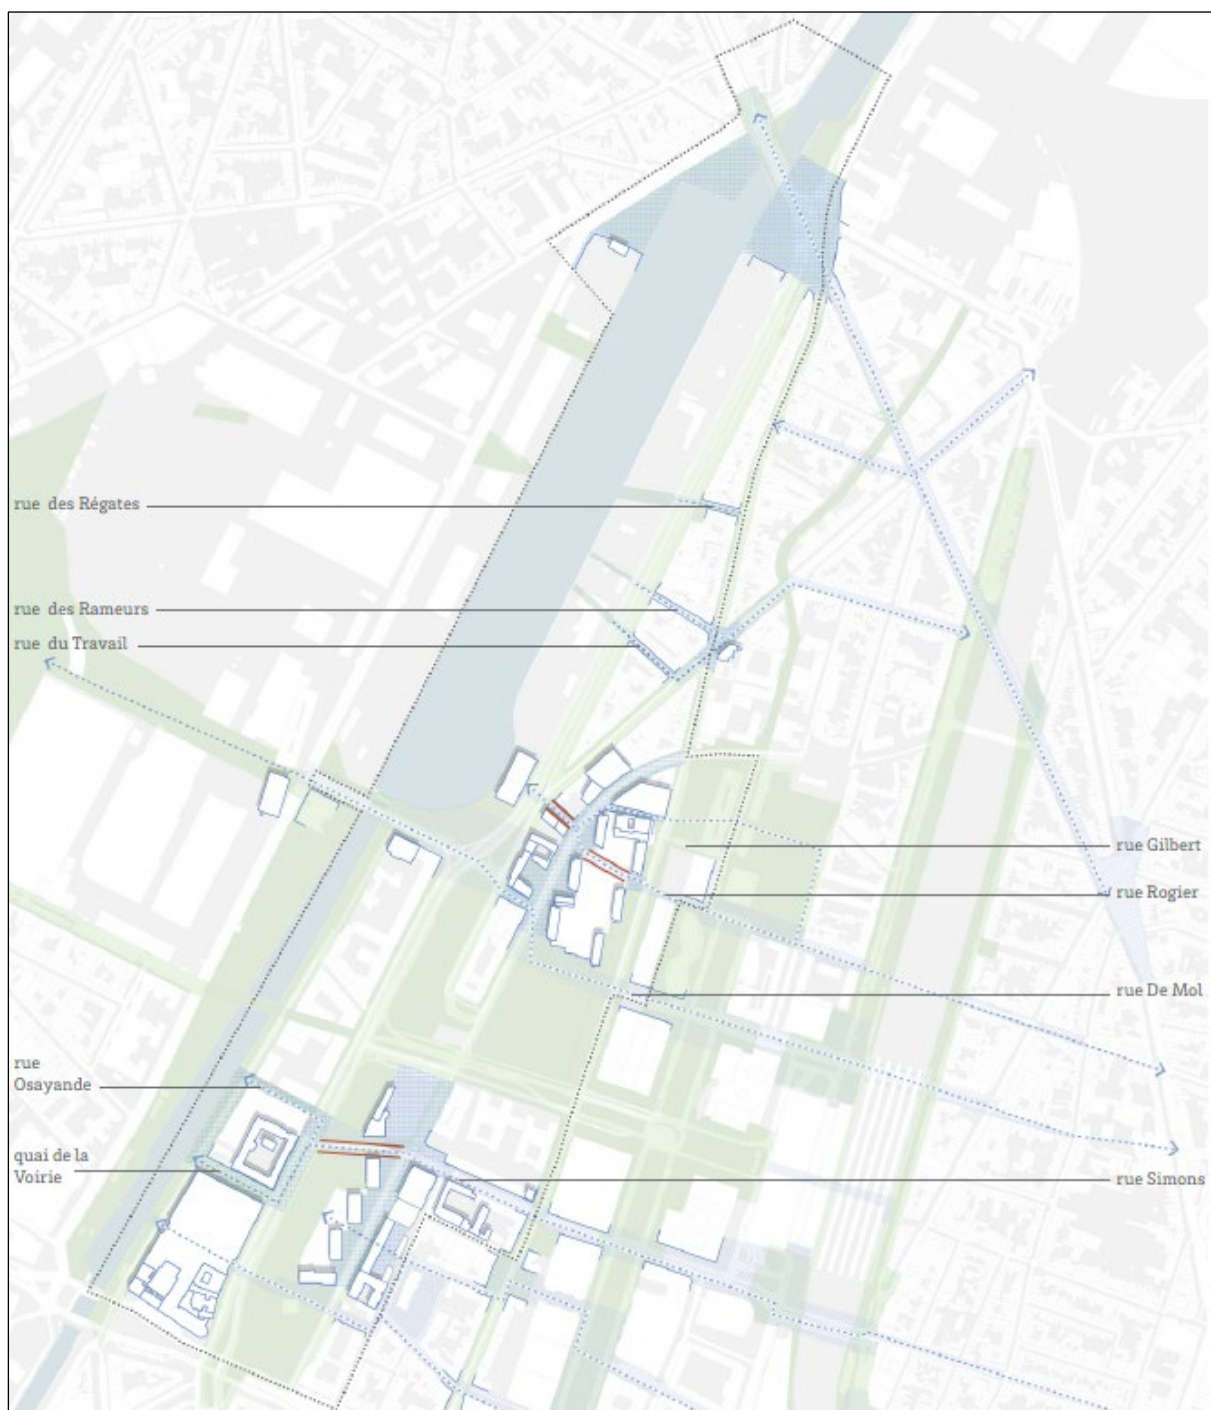 rue des Régates
rue des Rameurs
rue du Travail
rue Gilbert
rue Rogier
rue De Mol
rue
Osayande
quai de la
Voirie
rue Simons